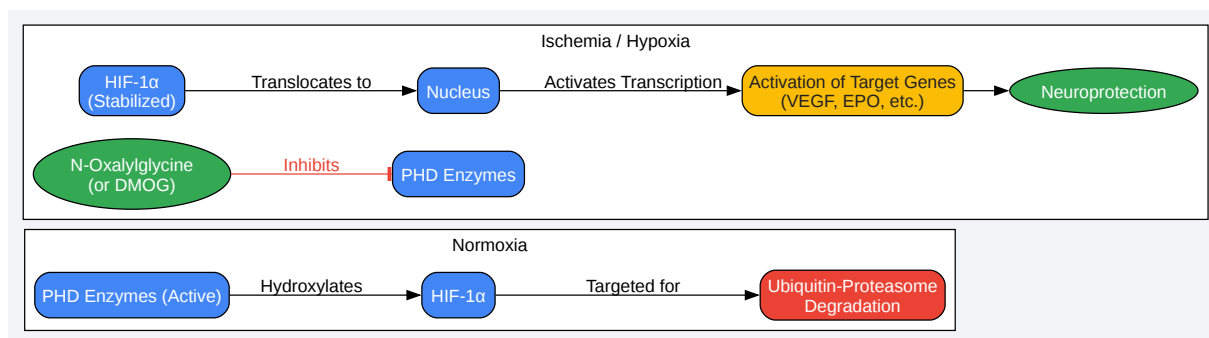 Ischemia / Hypoxia
HIF-1α
(Stabilized)
Translocates to
Nucleus
Activates Transcription
Activation of Target Genes
(VEGF, EPO, etc.)
Neuroprotection
N-Oxalylglycine
(or DMOG)
Inhibits
PHD Enzymes
Normoxia
PHD Enzymes (Active)
Hydroxylates
HIF-1α
Targeted for
Ubiquitin-Proteasome
Degradation